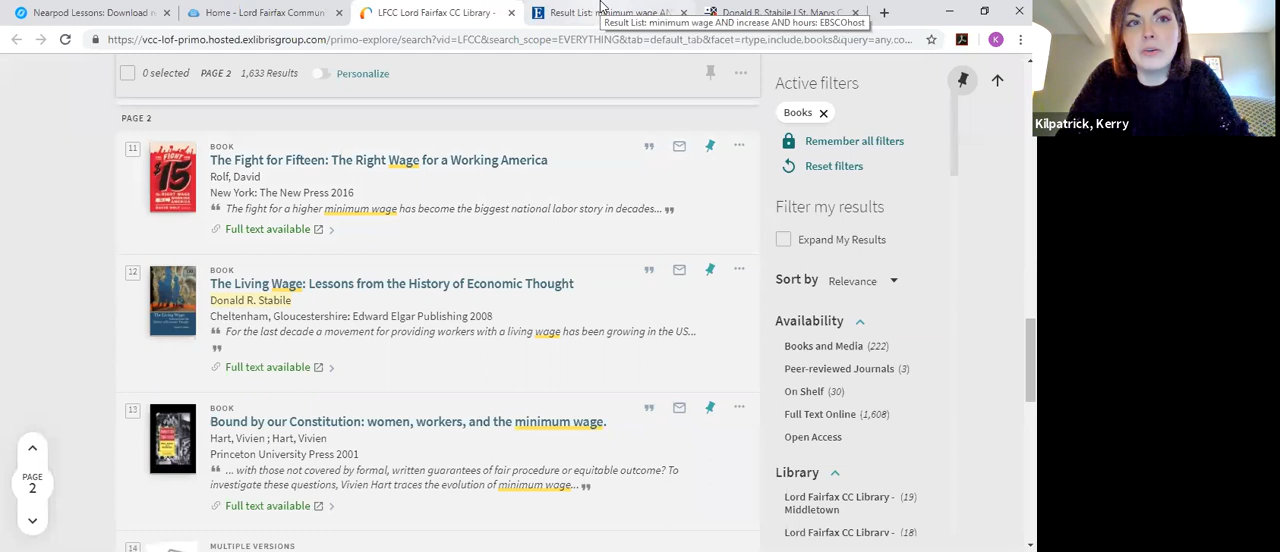 Nearpod Lessons: Download r
Home - Lord Fairfax Commun
LFCC Lord Fairfax CC Library -
Result List: minimum wage AN
Donald R. Stabile | St. Marys C
Result List: minimum wage AND increase AND hours: EBSCOhost
https://vcc-lof-primo.hosted.exlibrisgroup.com/primo-explore/search?vid=LFCC&search_scope=EVERYTHING&tab=default_tab&facet=rtype,include,books&query=any.co...
K
0 selected PAGE 2 1,633 Results Personalize
PAGE 2
11
BOOK
The Fight for Fifteen: The Right Wage for a Working America
Rolf, David
New York: The New Press 2016
“ The fight for a higher minimum wage has become the biggest national labor story in decades... ”
Full text available
12
BOOK
The Living Wage: Lessons from the History of Economic Thought
Donald R. Stabile
Cheltenham, Gloucestershire: Edward Elgar Publishing 2008
“ For the last decade a movement for providing workers with a living wage has been growing in the US...
”
Full text available
13
BOOK
Bound by our Constitution: women, workers, and the minimum wage.
Hart, Vivien ; Hart, Vivien
Princeton University Press 2001
“ ... with those not covered by formal, written guarantees of fair procedure or equitable outcome? To
investigate these questions, Vivien Hart traces the evolution of minimum wage... ”
Full text available
14
MULTIPLE VERSIONS
PAGE
2
Active filters
Books
Remember all filters
Reset filters
Filter my results
Expand My Results
Sort by Relevance
Availability
Books and Media (222)
Peer-reviewed Journals (3)
On Shelf (30)
Full Text Online (1,608)
Open Access
Library
Lord Fairfax CC Library - (19)
Middletown
Lord Fairfax CC Library - (18)
Kilpatrick, Kerry